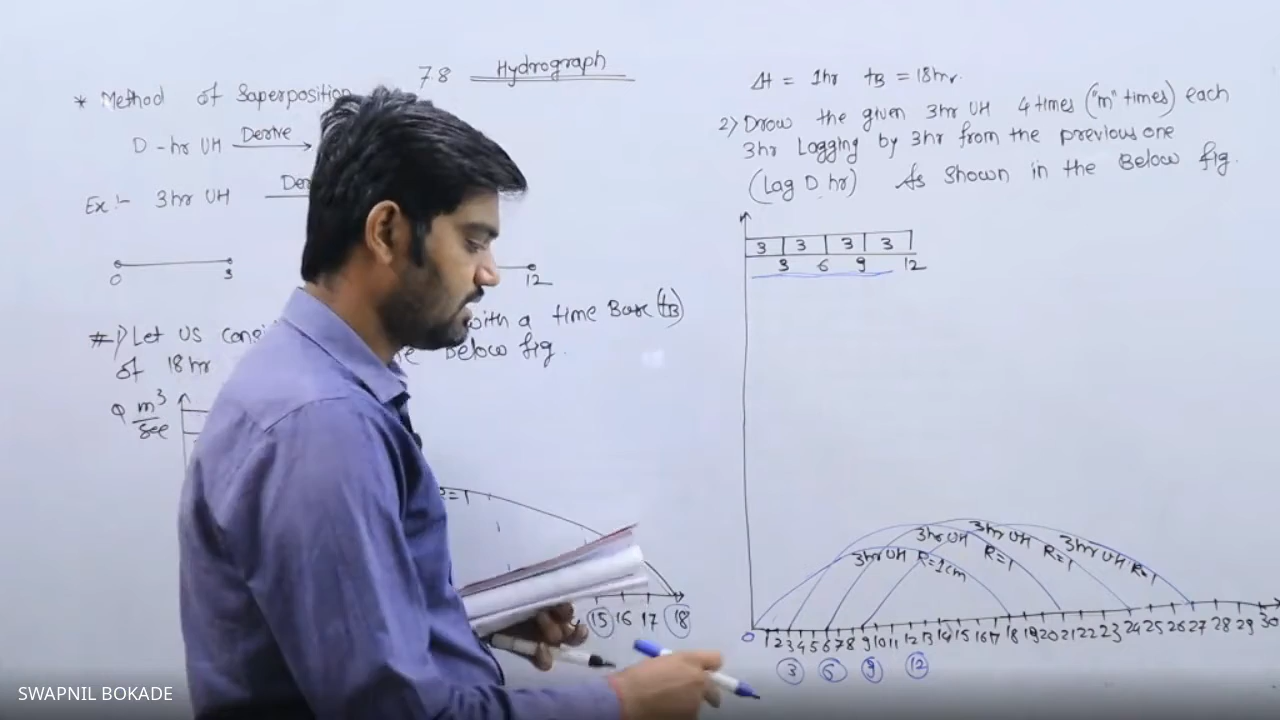 78 Hydrograph
* Method of Saperposition
D - hr UH Derive
Ex :- 3hr UH
0 3 12
#1) Let US with a time Base (tB)
of 18 hr Below fig.
Q m³/sec
R=1
15 16 17 18
Δt = 1hr tB = 18hr.
2) Drow the given 3hr UH 4 times ("m" times) each
3hr Logging by 3hr from the previous one
(Lag D hr) As Shown in the Below fig.
3 3 3 3
3 6 9 12
3hr UH R=1cm
3hr UH R=1
3hr UH R=1
3hr UH R=1
0 1 2 3 4 5 6 7 8 9 10 11 12 13 14 15 16 17 18 19 20 21 22 23 24 25 26 27 28 29 30
3 6 9 12
SWAPNIL BOKADE